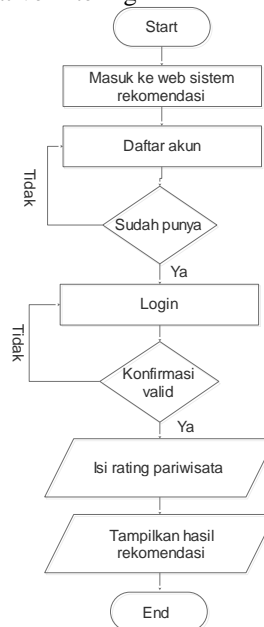 Start
Masuk ke web sistem
rekomendasi
Daftar akun
Tidak
Sudah punya
Ya
Login
Tidak
Konfirmasi
valid
Ya
Isi rating pariwisata
Tampilkan hasil
rekomendasi
End